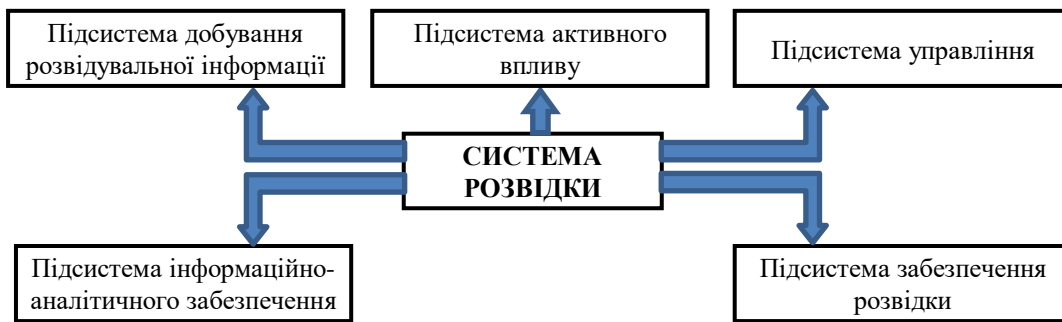 Підсистема добування
розвідувальної інформації
Підсистема активного
впливу
Підсистема управління
СИСТЕМА
РОЗВІДКИ
Підсистема інформаційно-
аналітичного забезпечення
Підсистема забезпечення
розвідки